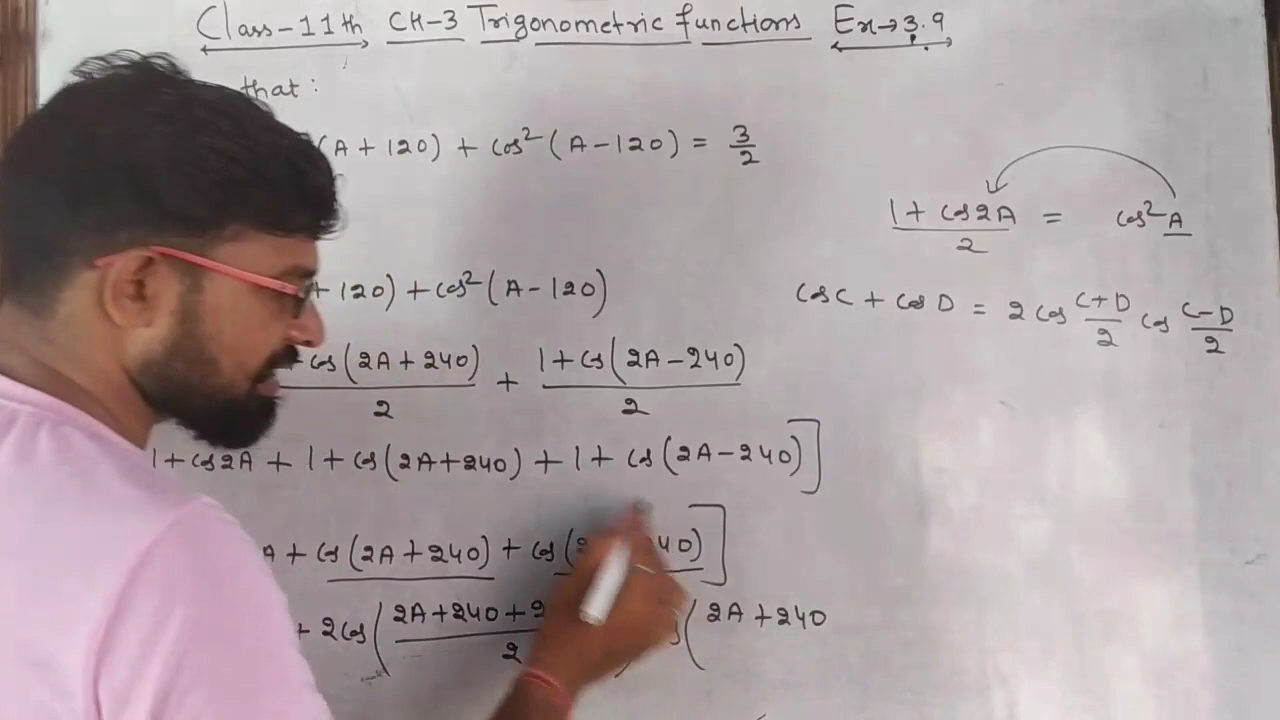 Class-11th CH-3 Trigonometric functions Ex→3.9
that:
(A+120) + cos²(A-120) = 3/2
1+cos2A/2 = cos²A
+120) + cos²(A-120)
cosC + cosD = 2cos C+D/2 cos C-D/2
+cos(2A+240)/2 + 1+cos(2A-240)/2
1+cos2A + 1+cos(2A+240) + 1+cos(2A-240)]
A + cos(2A+240) + cos( 40)]
+ 2cos(2A+240+2 /2 ) (2A+240